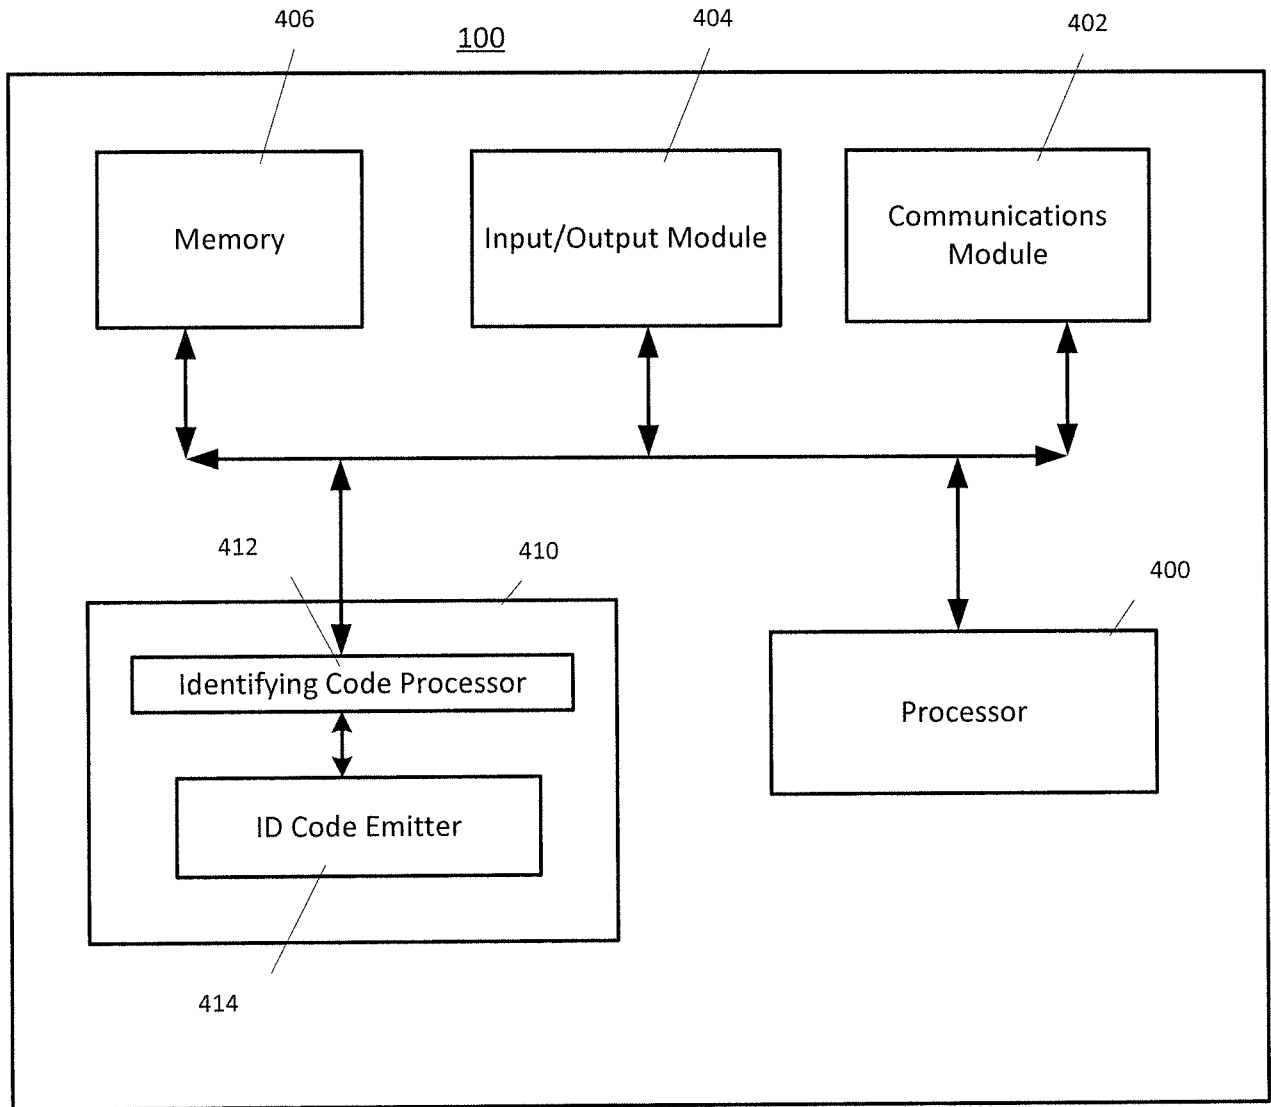 406
100
404
402
Memory
Input/Output Module
Communications
Module
412
410
400
Identifying Code Processor
Processor
ID Code Emitter
414